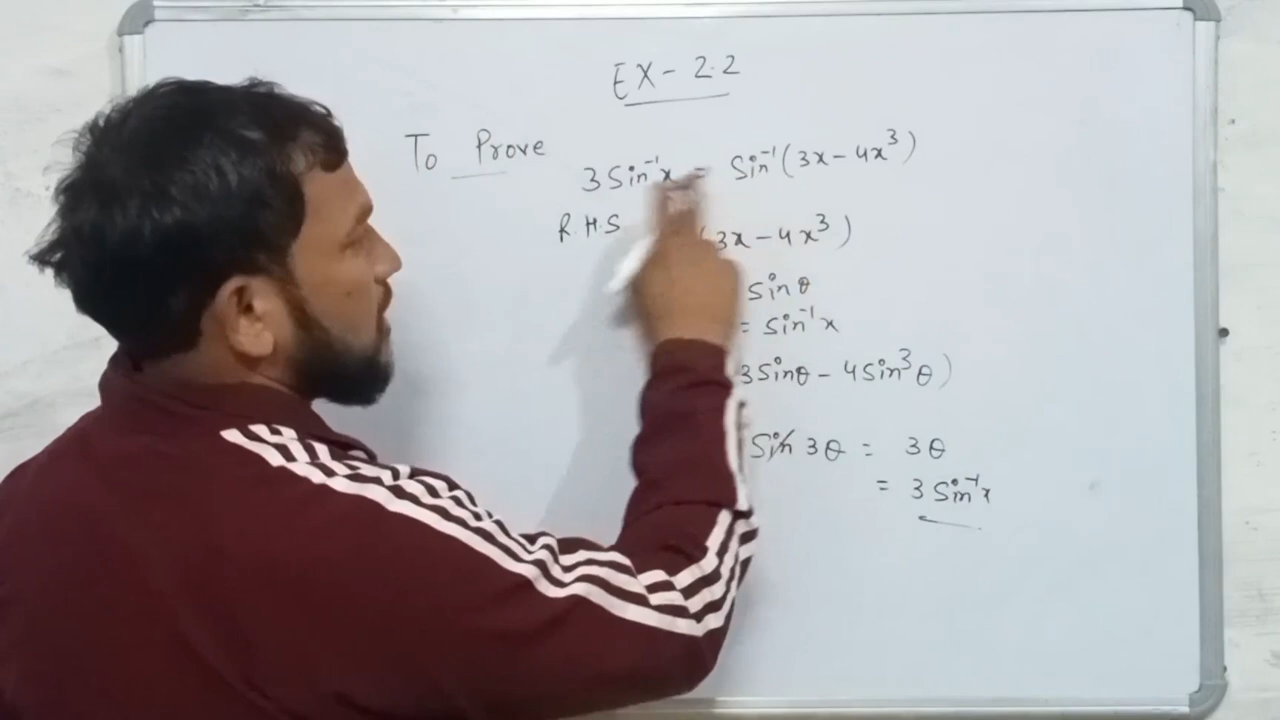 EX - 2.2
To Prove
3 Sin⁻¹x = Sin⁻¹(3x - 4x³)
R.H.S (3x - 4x³)
Sinθ
= Sin⁻¹x
3Sinθ - 4Sin³θ)
Sin 3θ = 3θ
= 3 Sin⁻¹x